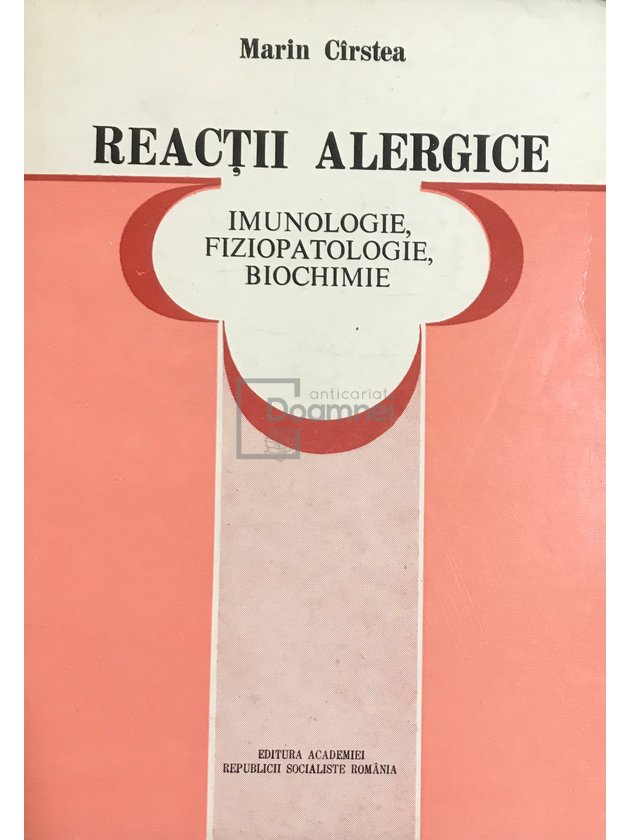 Marin Cîrstea
REACȚII ALERGICE
IMUNOLOGIE,
FIZIOPATOLOGIE,
BIOCHIMIE
anticariat
Doamnei
EDITURA ACADEMIEI
REPUBLICII SOCIALISTE ROMÂNIA